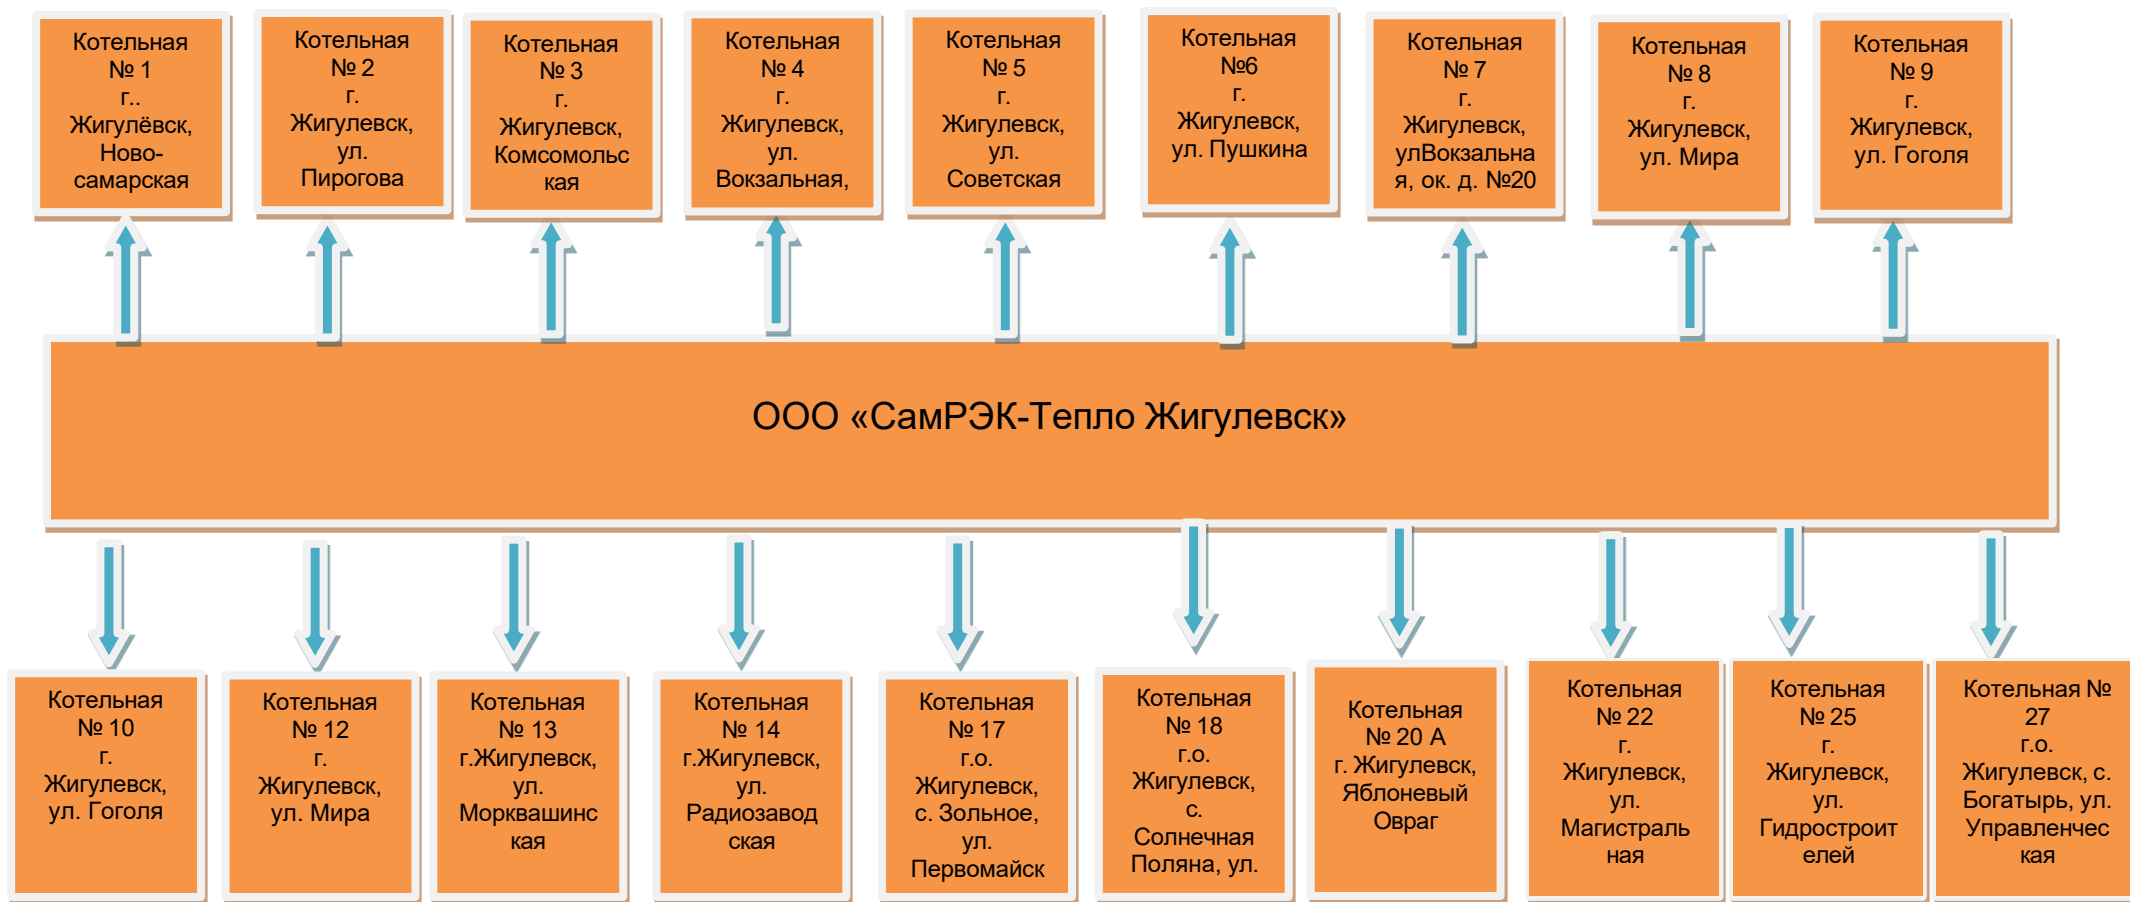 Котельная
№ 1
г..
Жигулёвск,
Ново-
самарская
Котельная
№ 2
г.
Жигулевск,
ул.
Пирогова
Котельная
№ 3
г.
Жигулевск,
Комсомольс
кая
Котельная
№ 4
г.
Жигулевск,
ул.
Вокзальная,
Котельная
№ 5
г.
Жигулевск,
ул.
Советская
Котельная
№6
г.
Жигулевск,
ул. Пушкина
Котельная
№ 7
г.
Жигулевск,
улВокзальна
я, ок. д. №20
Котельная
№ 8
г.
Жигулевск,
ул. Мира
Котельная
№ 9
г.
Жигулевск,
ул. Гоголя
ООО «СамРЭК-Тепло Жигулевск»
Котельная
№ 10
г.
Жигулевск,
ул. Гоголя
Котельная
№ 12
г.
Жигулевск,
ул. Мира
Котельная
№ 13
г.Жигулевск,
ул.
Морквашинс
кая
Котельная
№ 14
г.Жигулевск,
ул.
Радиозавод
ская
Котельная
№ 17
г.о.
Жигулевск,
с. Зольное,
ул.
Первомайск
Котельная
№ 18
г.о.
Жигулевск,
с.
Солнечная
Поляна, ул.
Котельная
№ 20 А
г. Жигулевск,
Яблоневый
Овраг
Котельная
№ 22
г.
Жигулевск,
ул.
Магистраль
ная
Котельная
№ 25
г.
Жигулевск,
ул.
Гидростроит
елей
Котельная №
27
г.о.
Жигулевск, с.
Богатырь, ул.
Управленчес
кая